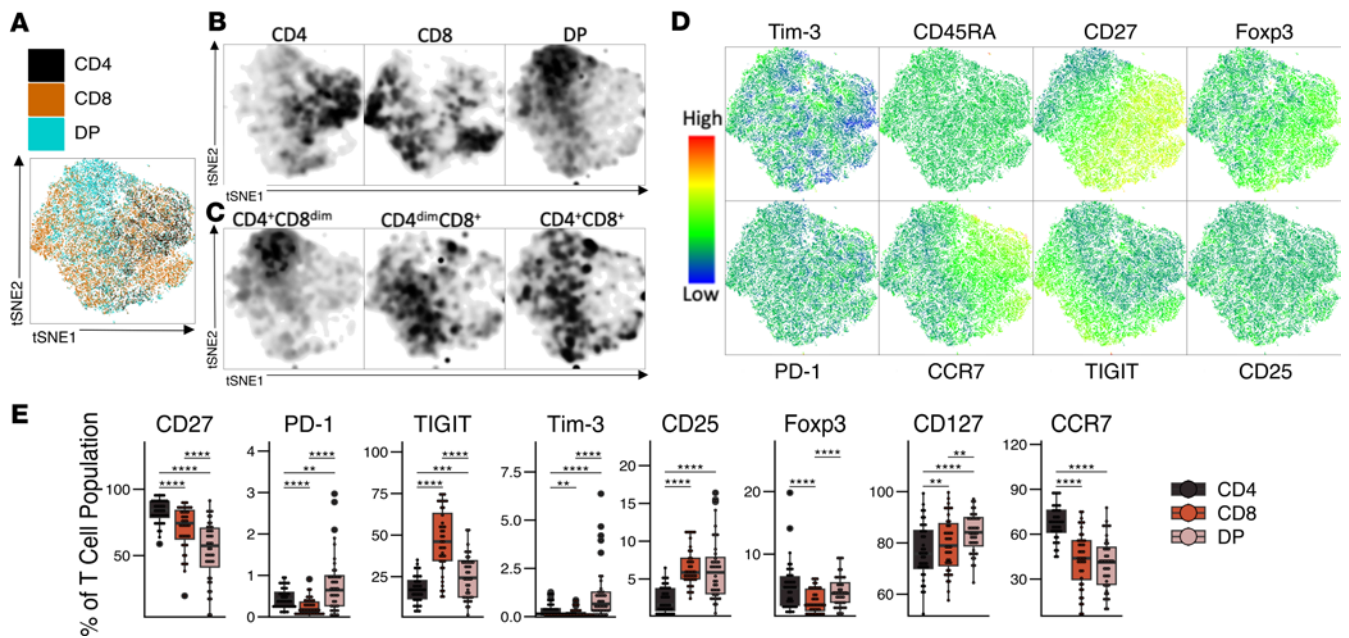 A
CD4
CD8
DP
tSNE2
tSNE1
B
CD4 CD8 DP
tSNE2
tSNE1
C
CD4⁺CD8ᵈⁱᵐ CD4ᵈⁱᵐCD8⁺ CD4⁺CD8⁺
tSNE2
tSNE1
D
Tim-3 CD45RA CD27 Foxp3
High
Low
PD-1 CCR7 TIGIT CD25
E
% of T Cell Population
CD27
****
****
****
100
50
PD-1
****
**
****
4
3
2
1
0
TIGIT
****
***
****
100
75
50
25
Tim-3
****
****
**
7.5
5.0
2.5
0.0
CD25
****
****
20
15
10
5
Foxp3
****
****
20
10
CD127
**
****
**
100
80
60
CCR7
****
****
120
90
60
30
CD4
CD8
DP